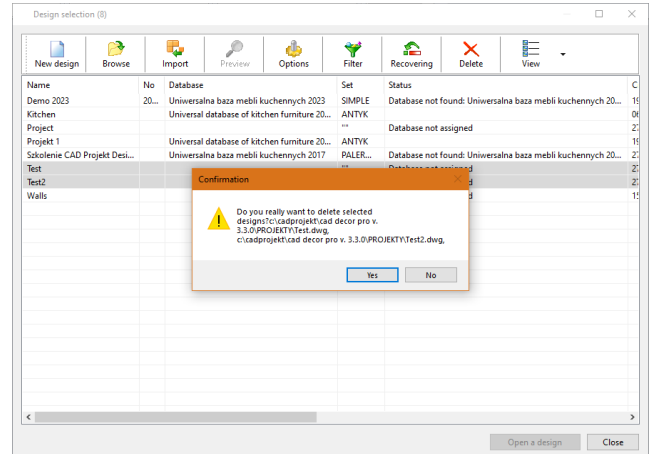 Design selection (8)
New design Browse Import Preview Options Filter Recovering Delete View
Name No Database Set Status C
Demo 2023 20... Uniwersalna baza mebli kuchennych 2023 SIMPLE Database not found: Uniwersalna baza mebli kuchennych 20... 19
Kitchen Universal database of kitchen furniture 20... ANTYK 06
Project "" Database not assigned 27
Projekt 1 Universal database of kitchen furniture 20... ANTYK 19
Szkolenie CAD Projekt Desi... Uniwersalna baza mebli kuchennych 2017 PALER... Database not found: Uniwersalna baza mebli kuchennych 20... 27
Test "" Database not assigned 27
Test2 d 27
Walls d 15
Confirmation
Do you really want to delete selected
designs?c:\cadprojekt\cad decor pro v.
3.3.0\PROJEKTY\Test.dwg,
c:\cadprojekt\cad decor pro v. 3.3.0\PROJEKTY\Test2.dwg,
Yes No
Open a design Close